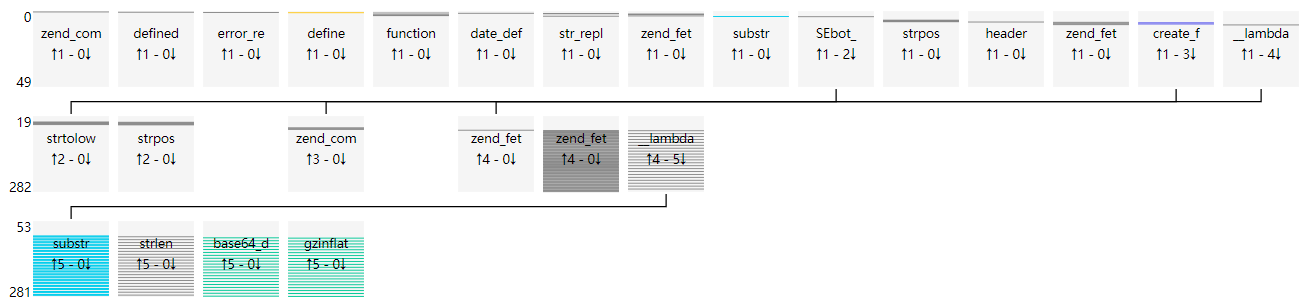 0
zend_com defined error_re define function date_def str_repl zend_fet substr SEbot_ strpos header zend_fet create_f __lambda
↑1 - 0↓ ↑1 - 0↓ ↑1 - 0↓ ↑1 - 0↓ ↑1 - 0↓ ↑1 - 0↓ ↑1 - 0↓ ↑1 - 0↓ ↑1 - 0↓ ↑1 - 2↓ ↑1 - 0↓ ↑1 - 0↓ ↑1 - 0↓ ↑1 - 3↓ ↑1 - 4↓
49
19
strtolow strpos zend_com zend_fet zend_fet __lambda
↑2 - 0↓ ↑2 - 0↓ ↑3 - 0↓ ↑4 - 0↓ ↑4 - 0↓ ↑4 - 5↓
282
53
substr strlen base64_d gzinflat
↑5 - 0↓ ↑5 - 0↓ ↑5 - 0↓ ↑5 - 0↓
281